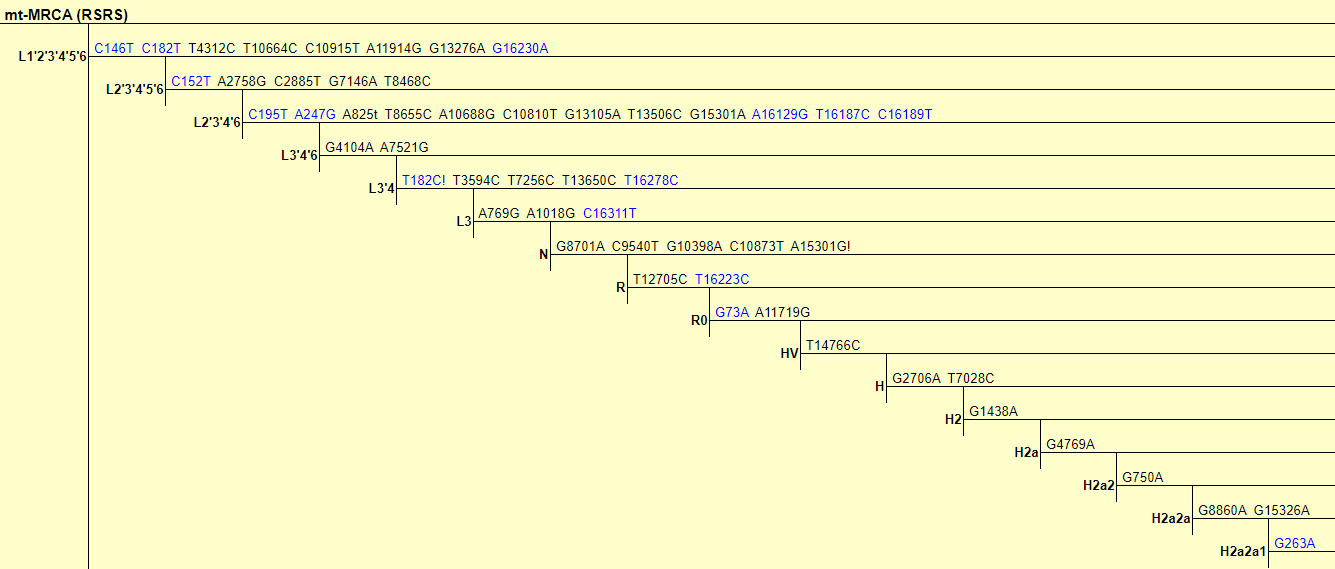 mt-MRCA (RSRS)
L1'2'3'4'5'6 C146T C182T T4312C T10664C C10915T A11914G G13276A G16230A
L2'3'4'5'6 C152T A2758G C2885T G7146A T8468C
L2'3'4'6 C195T A247G A825t T8655C A10688G C10810T G13105A T13506C G15301A A16129G T16187C C16189T
L3'4'6 G4104A A7521G
L3'4 T182C! T3594C T7256C T13650C T16278C
L3 A769G A1018G C16311T
N G8701A C9540T G10398A C10873T A15301G!
R T12705C T16223C
R0 G73A A11719G
HV T14766C
H G2706A T7028C
H2 G1438A
H2a G4769A
H2a2 G750A
H2a2a G8860A G15326A
H2a2a1 G263A